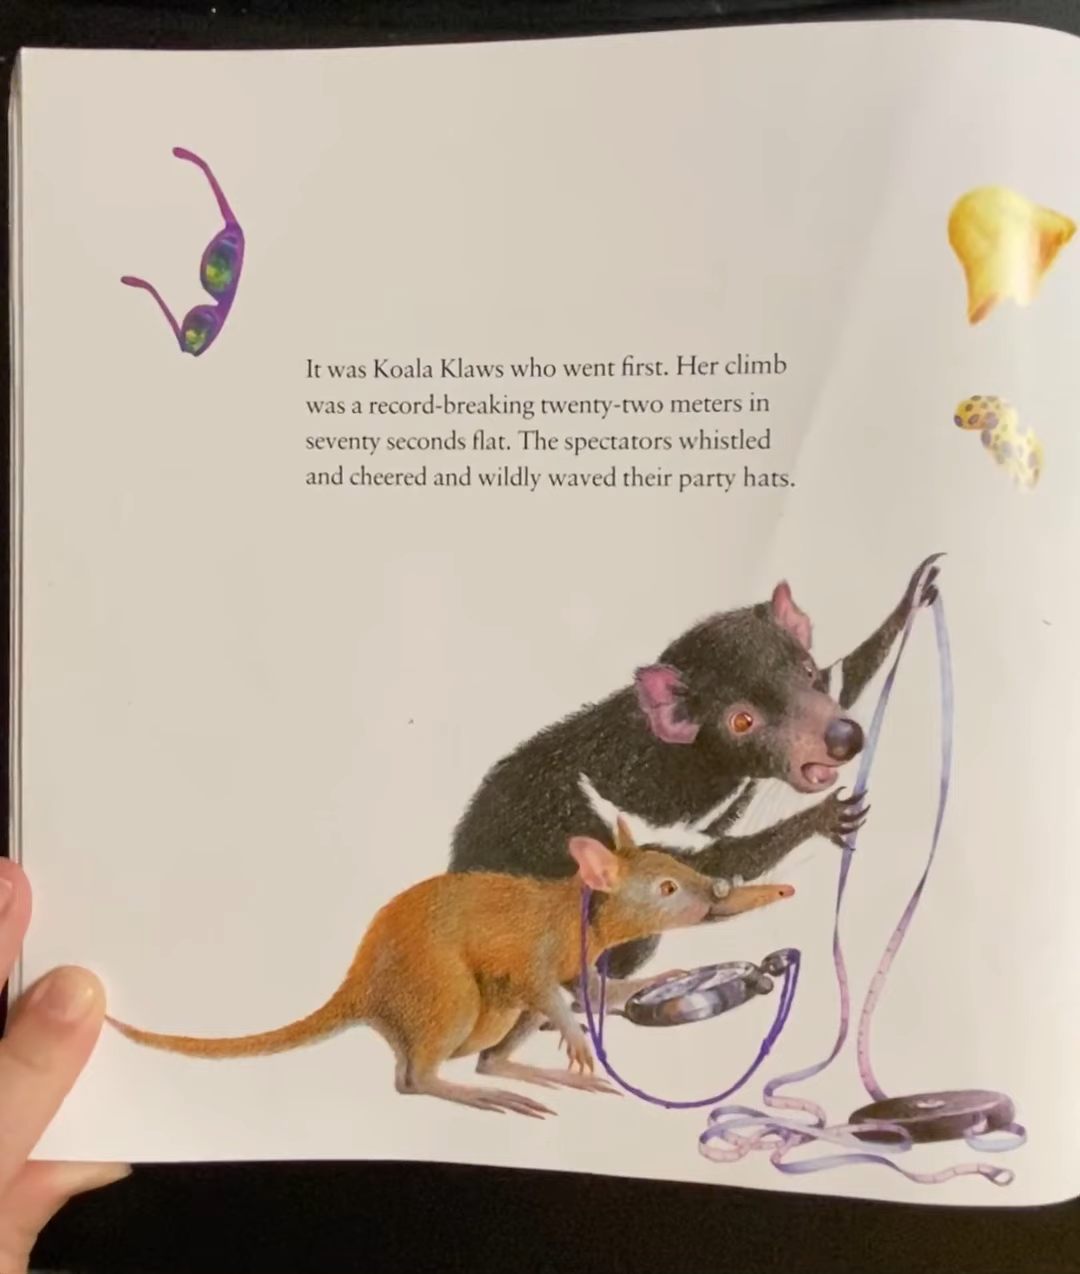 It was Koala Klaws who went first. Her climb
was a record-breaking twenty-two meters in
seventy seconds flat. The spectators whistled
and cheered and wildly waved their party hats.